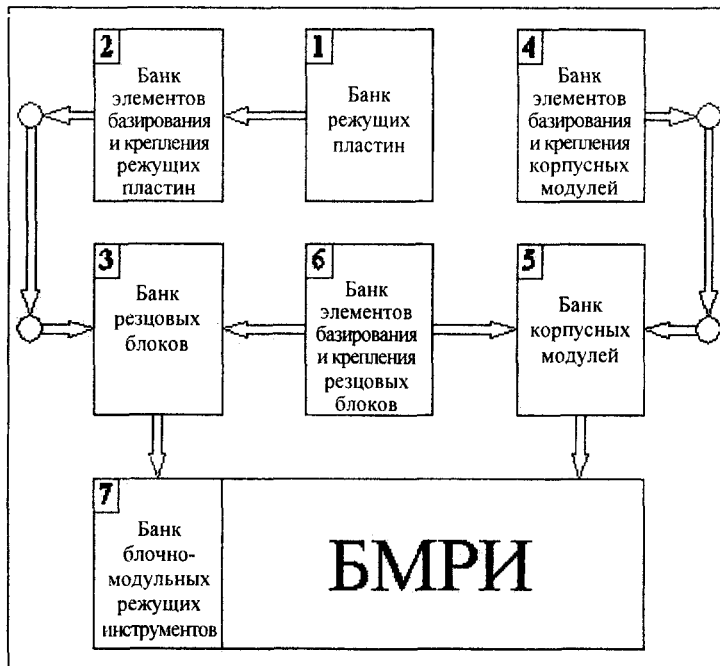 2
Банк
элементов
базирования
и крепления
режущих
пластин
1
Банк
режущих
пластин
4
Банк
элементов
базирования
и крепления
корпусных
модулей
3
Банк
резцовых
блоков
6
Банк
элементов
базирования
и крепления
резцовых
блоков
5
Банк
корпусных
модулей
7
Банк
блочно-
модульных
режущих
инструментов
БМРИ